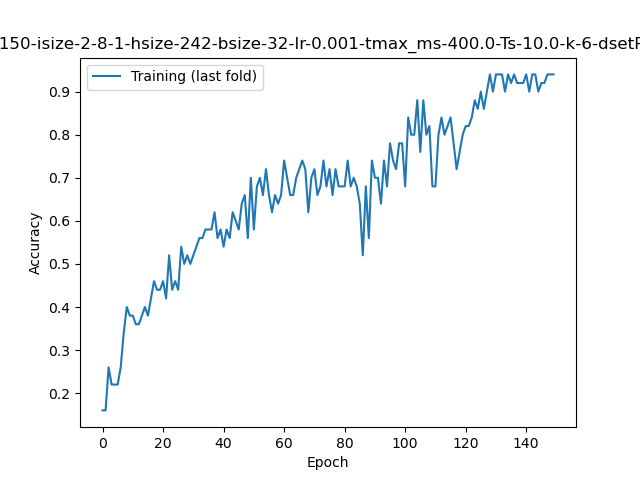 150-isize-2-8-1-hsize-242-bsize-32-lr-0.001-tmax_ms-400.0-Ts-10.0-k-6-dsetF
Training (last fold)
0.9
0.8
0.7
0.6
0.5
0.4
0.3
0.2
Accuracy
0 20 40 60 80 100 120 140
Epoch